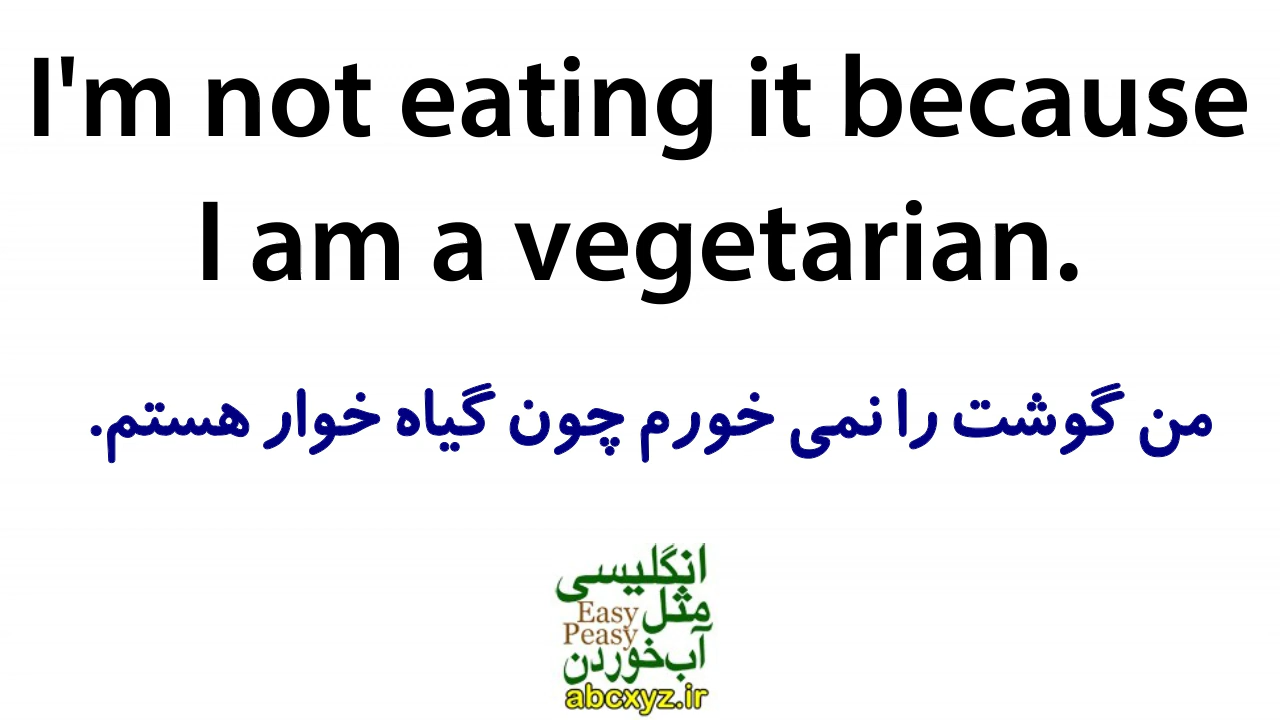 I'm not eating it because
I am a vegetarian.
من گوشت را نمی خورم چون گیاه خوار هستم.
انگلیسی
مثل
Easy
Peasy
آب‌خوردن
abcxyz.ir